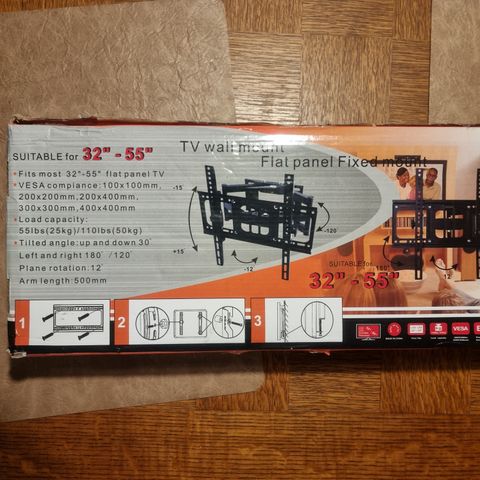 SUITABLE for 32"-55"
•Fits most 32"-55" flat panel TV
•VESA compiance:100x100mm,
200x200mm,200x400mm,
300x300mm,400x400mm
•Load capacity:
55lbs(25kg)/110lbs(50kg)
•Tilted angle:up and down 30°
Left and right 180°/120°
Plane rotation:12°
Arm length:500mm
TV wall mount
Flat panel Fixed mount
-15°
+15°
-12°
-120°
SUITABLE for
180°
32"-55"
1
2
3
VESA